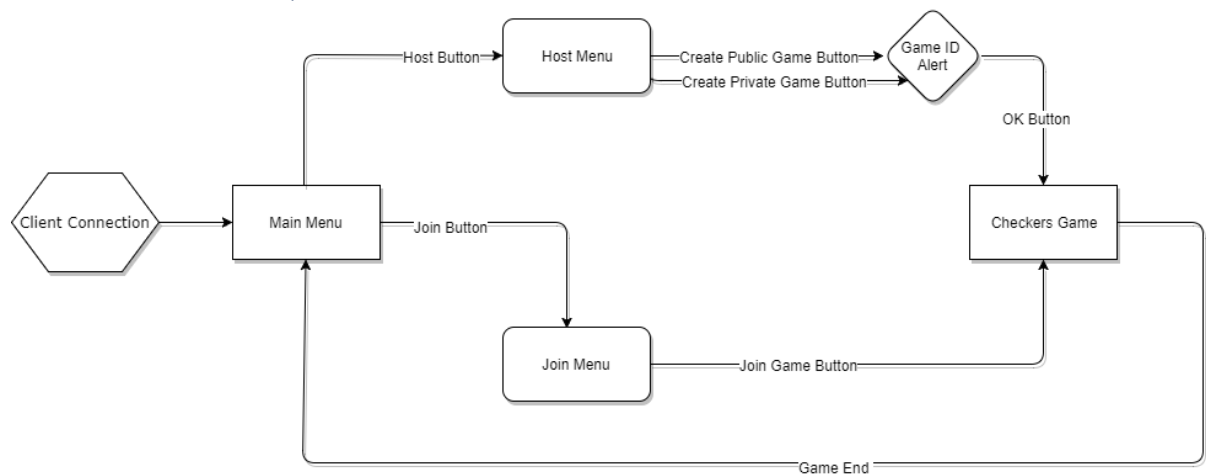 Host Button
Host Menu
Create Public Game Button
Create Private Game Button
Game ID
Alert
OK Button
Client Connection
Main Menu
Join Button
Checkers Game
Join Menu
Join Game Button
Game End